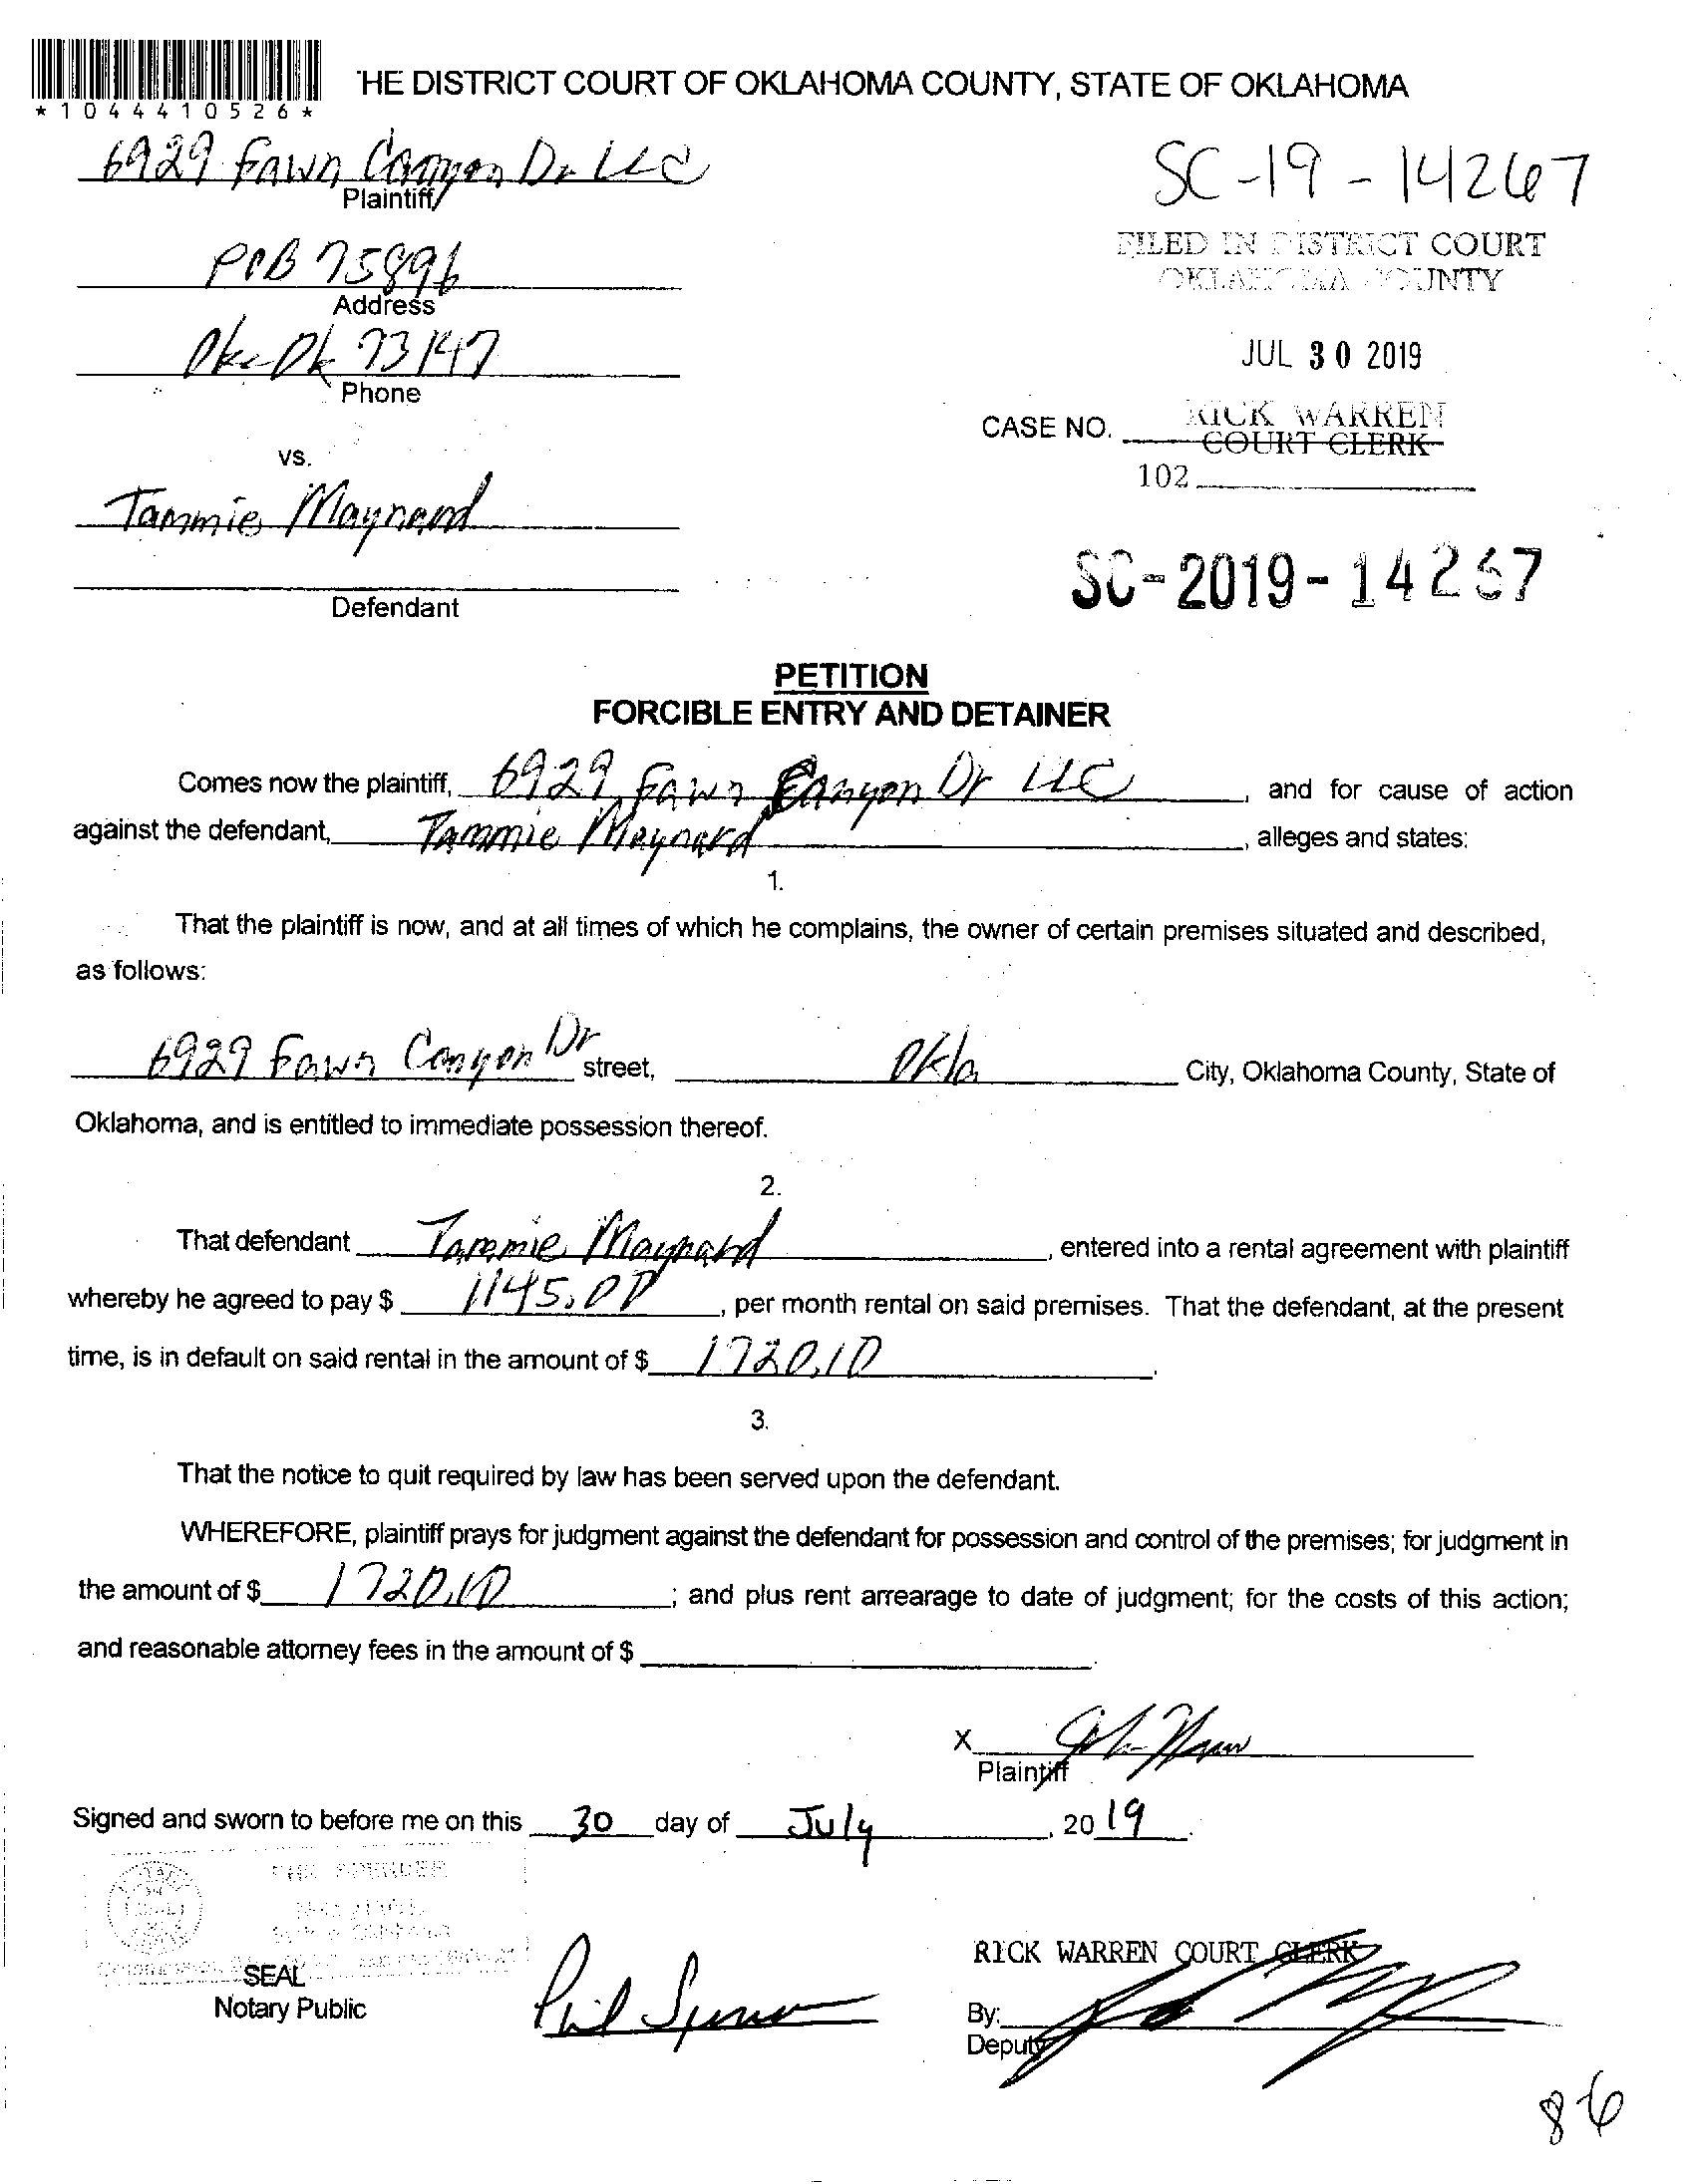 *1044410526*
HE DISTRICT COURT OF OKLAHOMA COUNTY, STATE OF OKLAHOMA
6929 Fawn Canyon Dr LLC
Plaintiff
SC-19-14267
FILED IN DISTRICT COURT
OKLAHOMA COUNTY
POB 75896
Address
JUL 30 2019
Okc Ok 73147
Phone
RICK WARREN
CASE NO.
COURT CLERK
102
vs.
Tammie Maynard
SC-2019-14267
Defendant
PETITION
FORCIBLE ENTRY AND DETAINER
Comes now the plaintiff, 6929 Fawn Canyon Dr LLC, and for cause of action
against the defendant, Tammie Maynard, alleges and states:
1.
That the plaintiff is now, and at all times of which he complains, the owner of certain premises situated and described,
as follows:
6929 Fawn Canyon Dr street, Okla City, Oklahoma County, State of
Oklahoma, and is entitled to immediate possession thereof.
2.
That defendant Tammie Maynard, entered into a rental agreement with plaintiff
whereby he agreed to pay $ 1145.00, per month rental on said premises. That the defendant, at the present
time, is in default on said rental in the amount of $ 1720.10.
3.
That the notice to quit required by law has been served upon the defendant.
WHEREFORE, plaintiff prays for judgment against the defendant for possession and control of the premises; for judgment in
the amount of $ 1720.10; and plus rent arrearage to date of judgment; for the costs of this action;
and reasonable attorney fees in the amount of $
X
Plaintiff
Signed and sworn to before me on this 30 day of July, 2019.
SEAL
Notary Public
Phil Spencer
RICK WARREN COURT CLERK
By:
Deputy
86